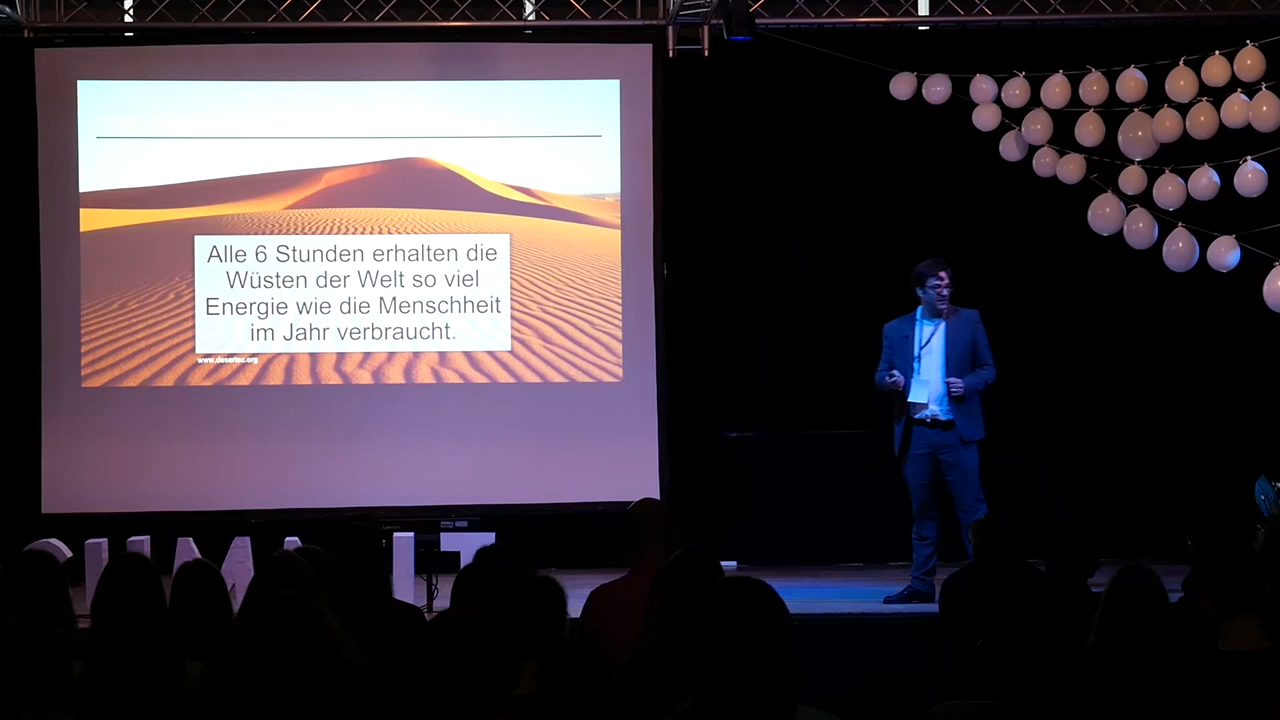 Alle 6 Stunden erhalten die
Wüsten der Welt so viel
Energie wie die Menschheit
im Jahr verbraucht.
www.desertec.org